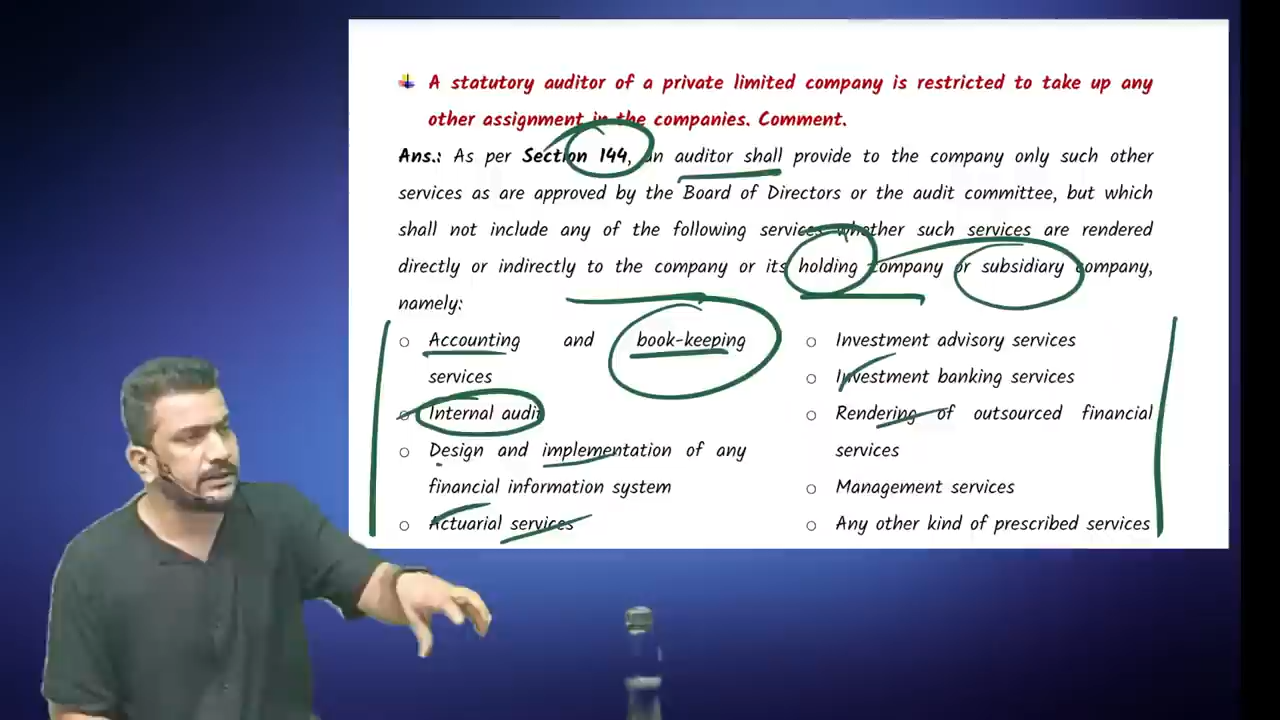 A statutory auditor of a private limited company is restricted to take up any
other assignment in the companies. Comment.
Ans.: As per Section 144, an auditor shall provide to the company only such other
services as are approved by the Board of Directors or the audit committee, but which
shall not include any of the following services whether such services are rendered
directly or indirectly to the company or its holding company or subsidiary company,
namely:
Accounting and book-keeping
services
Internal audit
Design and implementation of any
financial information system
Actuarial services
Investment advisory services
Investment banking services
Rendering of outsourced financial
services
Management services
Any other kind of prescribed services